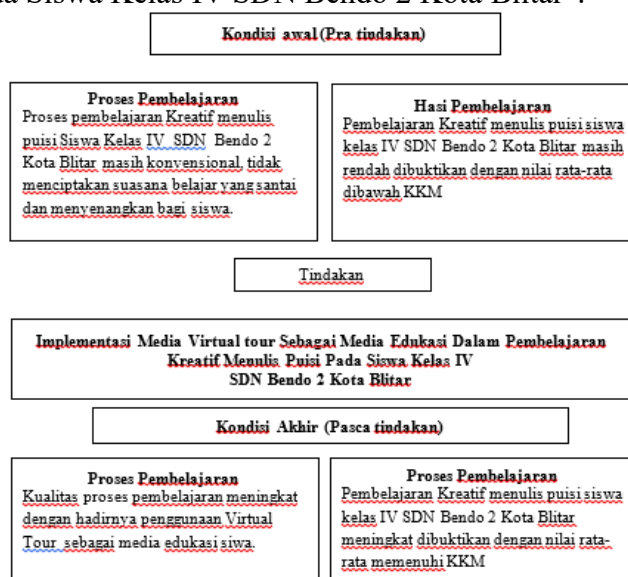 da Siswa Kelas IV SDN Bendo 2 Kota Blitar".
Kondisi awal (Pra tindakan)
Proses Pembelajaran
Proses pembelajaran Kreatif menulis
puisi Siswa Kelas IV SDN Bendo 2
Kota Blitar masih konvensional, tidak
menciptakan suasana belajar yang santai
dan menyenangkan bagi siswa.
Hasi Pembelajaran
Pembelajaran Kreatif menulis puisi siswa
kelas IV SDN Bendo 2 Kota Blitar masih
rendah dibuktikan dengan nilai rata-rata
dibawah KKM
Tindakan
Implementasi Media Virtual tour Sebagai Media Edukasi Dalam Pembelajaran
Kreatif Menulis Puisi Pada Siswa Kelas IV
SDN Bendo 2 Kota Blitar
Kondisi Akhir (Pasca tindakan)
Proses Pembelajaran
Kualitas proses pembelajaran meningkat
dengan hadirnya penggunaan Virtual
Tour sebagai media edukasi siwa.
Proses Pembelajaran
Pembelajaran Kreatif menulis puisi siswa
kelas IV SDN Bendo 2 Kota Blitar
meningkat dibuktikan dengan nilai rata-
rata memenuhi KKM